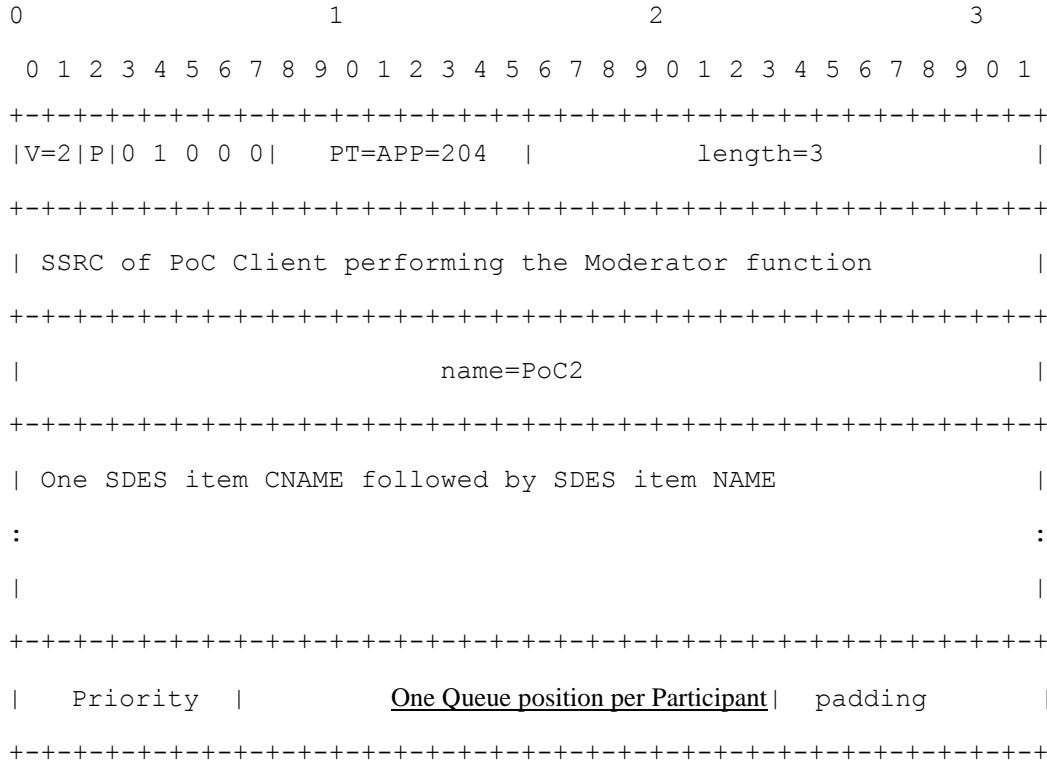 0 1 2 3
0 1 2 3 4 5 6 7 8 9 0 1 2 3 4 5 6 7 8 9 0 1 2 3 4 5 6 7 8 9 0 1
+-+-+-+-+-+-+-+-+-+-+-+-+-+-+-+-+-+-+-+-+-+-+-+-+-+-+-+-+-+-+-+-+
|V=2|P|0 1 0 0 0| PT=APP=204 | length=3 |
+-+-+-+-+-+-+-+-+-+-+-+-+-+-+-+-+-+-+-+-+-+-+-+-+-+-+-+-+-+-+-+-+
| SSRC of PoC Client performing the Moderator function |
+-+-+-+-+-+-+-+-+-+-+-+-+-+-+-+-+-+-+-+-+-+-+-+-+-+-+-+-+-+-+-+-+
| name=PoC2 |
+-+-+-+-+-+-+-+-+-+-+-+-+-+-+-+-+-+-+-+-+-+-+-+-+-+-+-+-+-+-+-+-+
| One SDES item CNAME followed by SDES item NAME |
: :
| |
+-+-+-+-+-+-+-+-+-+-+-+-+-+-+-+-+-+-+-+-+-+-+-+-+-+-+-+-+-+-+-+-+
| Priority | One Queue position per Participant| padding |
+-+-+-+-+-+-+-+-+-+-+-+-+-+-+-+-+-+-+-+-+-+-+-+-+-+-+-+-+-+-+-+-+